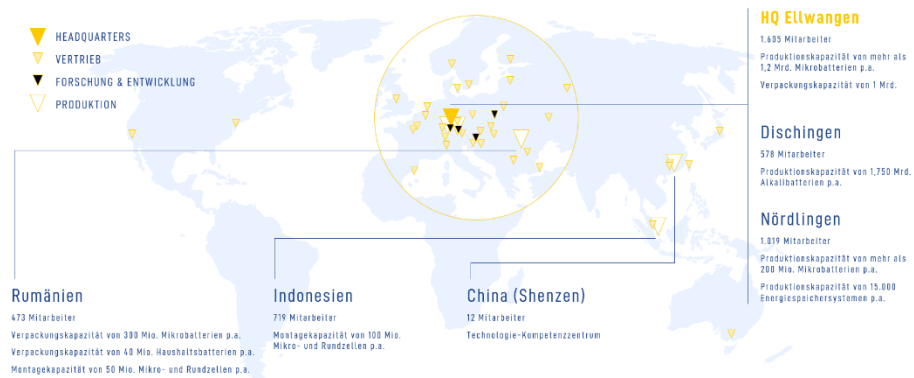 HEADQUARTERS
VERTRIEB
FORSCHUNG & ENTWICKLUNG
PRODUKTION
HQ Ellwangen
1.605 Mitarbeiter
Produktionskapazität von mehr als
1,2 Mrd. Mikrobatterien p.a.
Verpackungskapazität von 1 Mrd.
Dischingen
578 Mitarbeiter
Produktionskapazität von 1,750 Mrd.
Alkalibatterien p.a.
Nördlingen
1.019 Mitarbeiter
Produktionskapazität von mehr als
200 Mio. Mikrobatterien p.a.
Produktionskapazität von 15.000
Energiespeichersystemen p.a.
Rumänien
473 Mitarbeiter
Verpackungskapazität von 300 Mio. Mikrobatterien p.a.
Verpackungskapazität von 40 Mio. Haushaltsbatterien p.a.
Montagekapazität von 50 Mio. Mikro- und Rundzellen p.a.
Indonesien
719 Mitarbeiter
Montagekapazität von 100 Mio.
Mikro- und Rundzellen p.a.
China (Shenzen)
12 Mitarbeiter
Technologie-Kompetenzzentrum